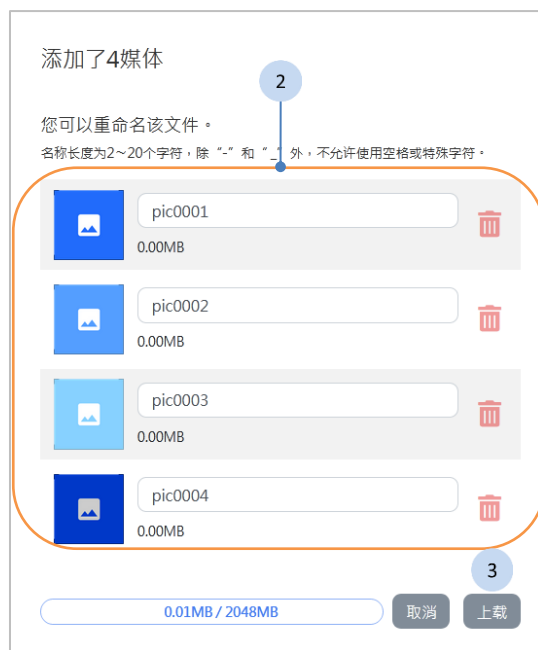 添加了4媒体
2
您可以重命名该文件。
名称长度为2～20个字符，除“-”和“_”外，不允许使用空格或特殊字符。
pic0001
0.00MB
pic0002
0.00MB
pic0003
0.00MB
pic0004
0.00MB
3
0.01MB / 2048MB 取消 上载